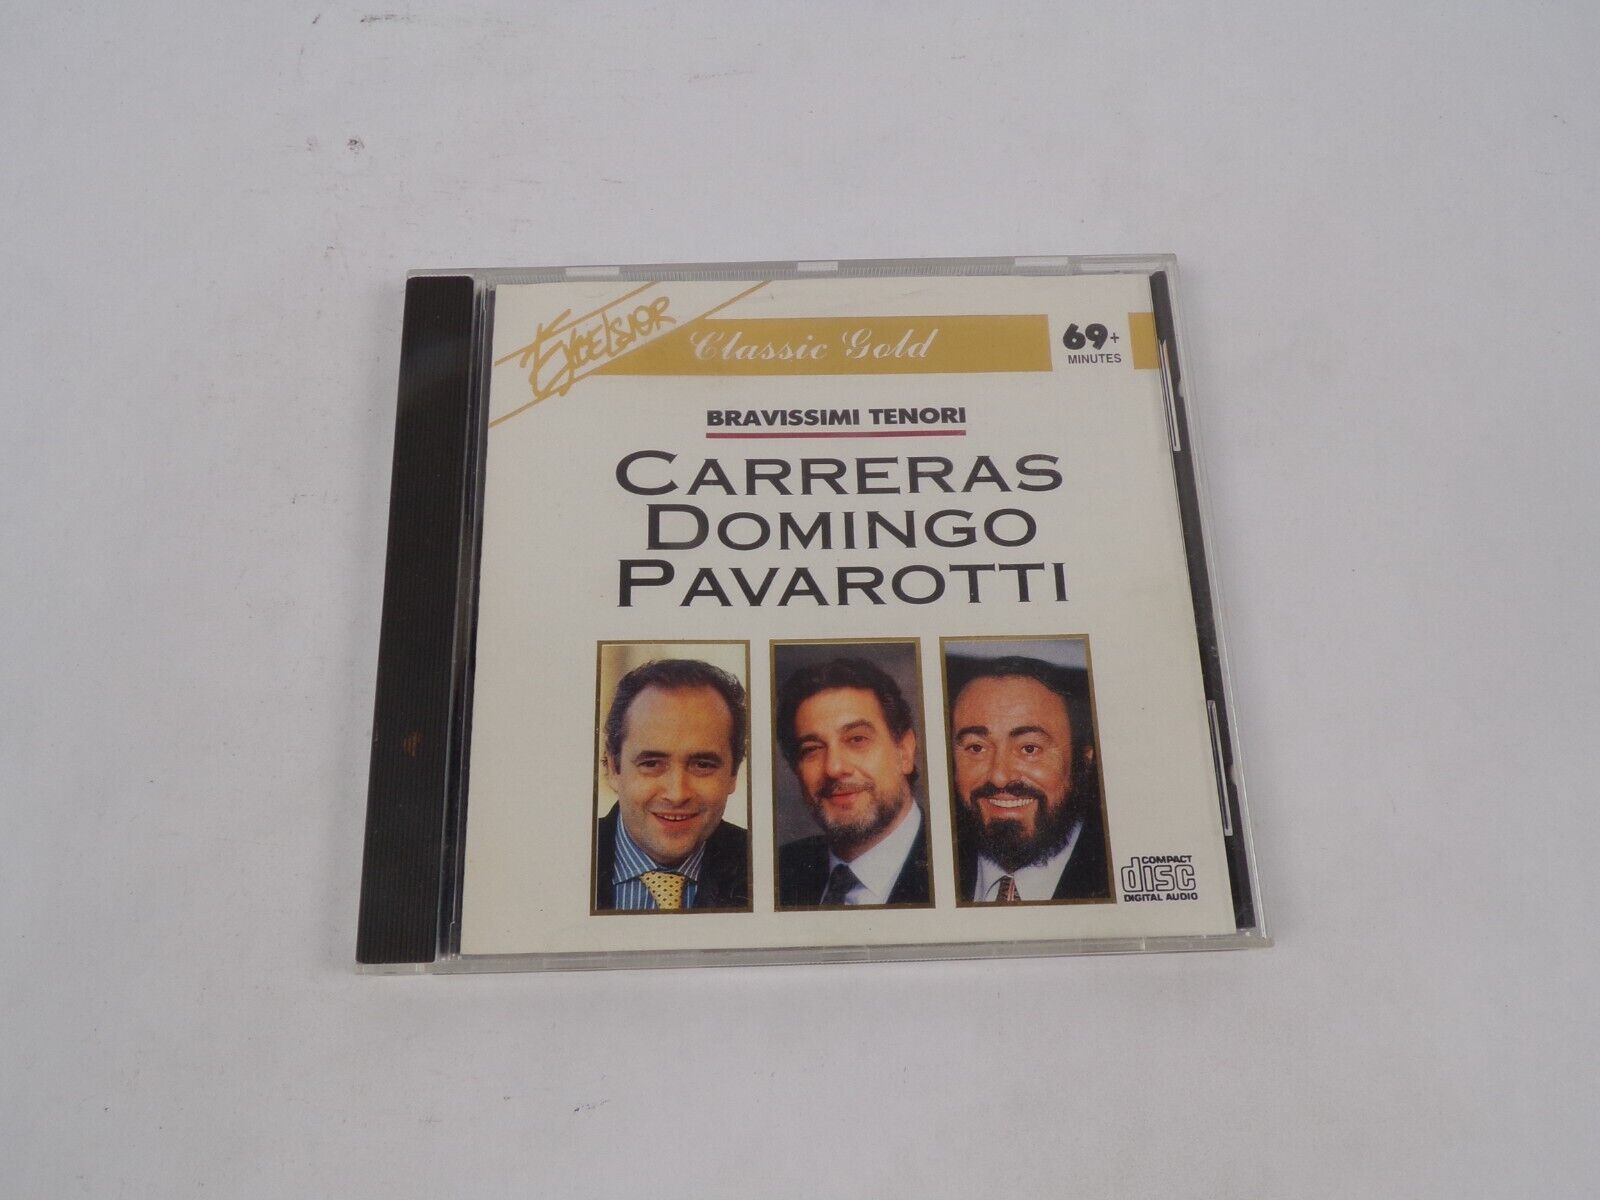 Excelsior
Classic Gold
69+
MINUTES
BRAVISSIMI TENORI
CARRERAS
DOMINGO
PAVAROTTI
COMPACT
disc
DIGITAL AUDIO